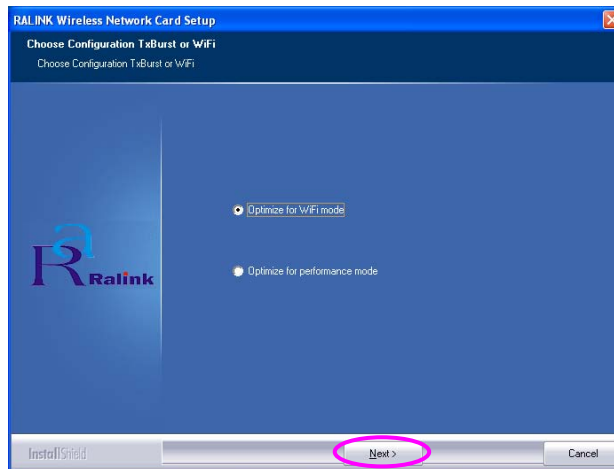 RALINK Wireless Network Card Setup
Choose Configuration TxBurst or WiFi
Choose Configuration TxBurst or WiFi
Optimize for WiFi mode
Optimize for performance mode
Ra
Ralink
InstallShield
Next >
Cancel